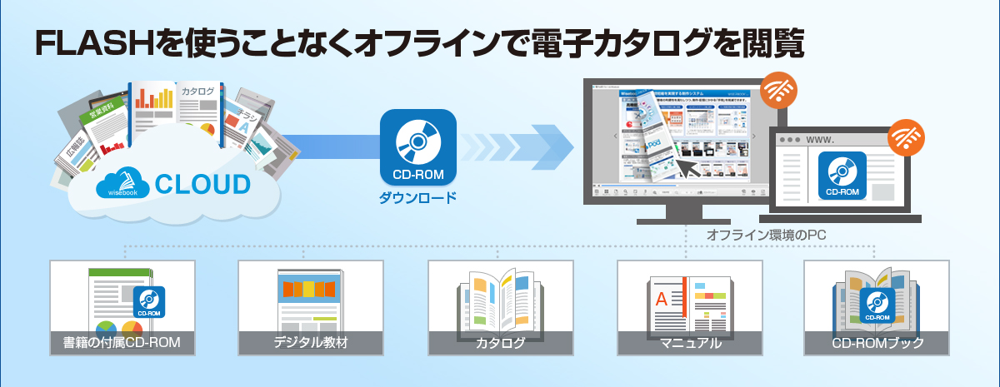 FLASHを使うことなくオフラインで電子カタログを閲覧
広報誌
営業資料
カタログ
チラシ
A
wisebook
CLOUD
CD-ROM
ダウンロード
WWW.
CD-ROM
オフライン環境のPC
CD-ROM
書籍の付属CD-ROM
デジタル教材
カタログ
A
マニュアル
CD-ROM
CD-ROMブック